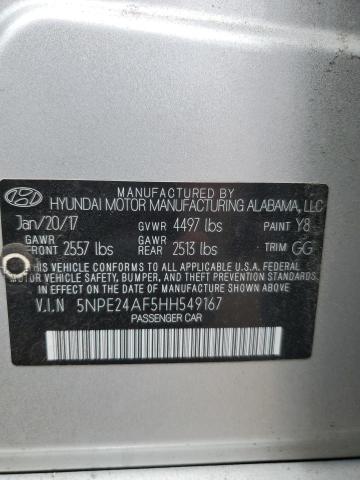 MANUFACTURED BY
HYUNDAI MOTOR MANUFACTURING ALABAMA, LLC
Jan/20/17 GVWR 4497 lbs PAINT Y8
GAWR GAWR
FRONT 2557 lbs REAR 2513 lbs TRIM GG
THIS VEHICLE CONFORMS TO ALL APPLICABLE U.S.A. FEDERAL
MOTOR VEHICLE SAFETY, BUMPER, AND THEFT PREVENTION
STANDARDS IN EFFECT ON THE DATE OF MANUFACTURE SHOWN ABOVE.
V.I.N 5NPE24AF5HH549167
PASSENGER CAR